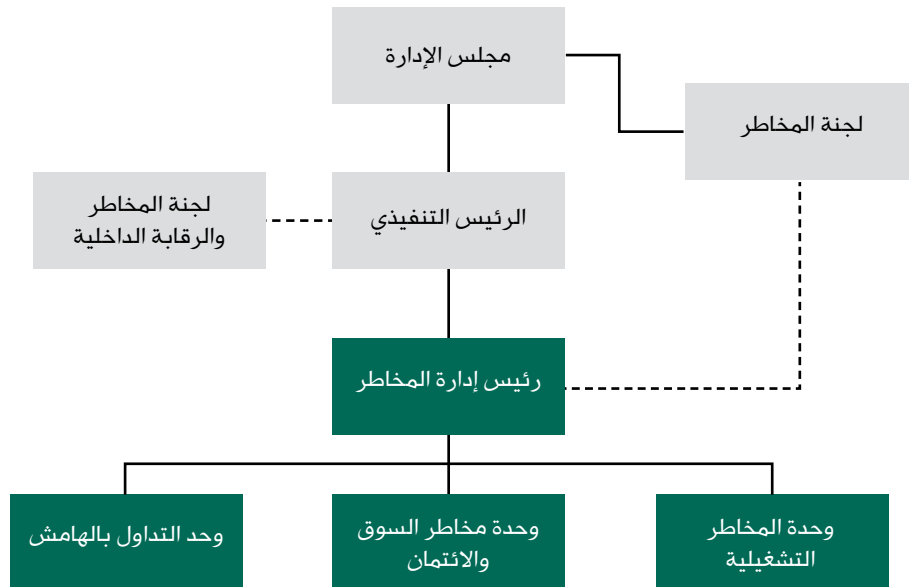 مجلس الإدارة
لجنة المخاطر
الرئيس التنفيذي
لجنة المخاطر
والرقابة الداخلية
رئيس إدارة المخاطر
وحدة المخاطر
التشغيلية
وحدة مخاطر السوق
والائتمان
وحد التداول بالهامش